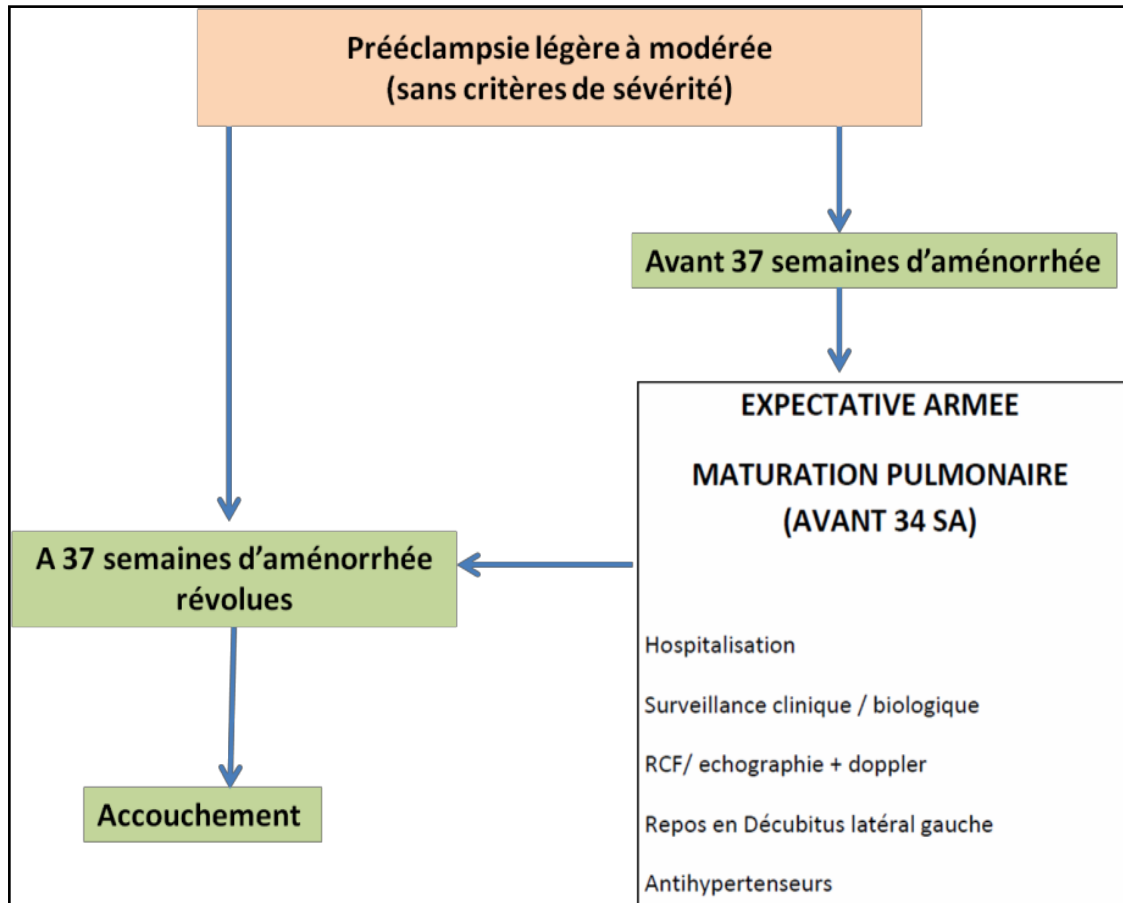 Prééclampsie légère à modérée
(sans critères de sévérité)
Avant 37 semaines d’aménorrhée
EXPECTATIVE ARMEE
MATURATION PULMONAIRE
(AVANT 34 SA)
Hospitalisation
Surveillance clinique / biologique
RCF/ echographie + doppler
Repos en Décubitus latéral gauche
Antihypertenseurs
A 37 semaines d’aménorrhée
révolues
Accouchement